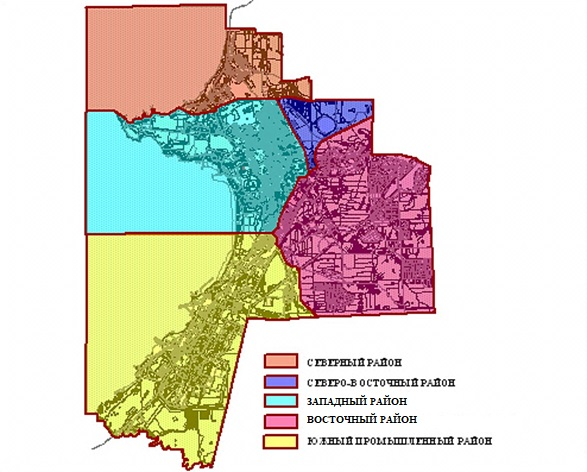 СЕВЕРНЫЙ РАЙОН
СЕВЕРО-ВОСТОЧНЫЙ РАЙОН
ЗАПАДНЫЙ РАЙОН
ВОСТОЧНЫЙ РАЙОН
ЮЖНЫЙ ПРОМЫШЛЕННЫЙ РАЙОН